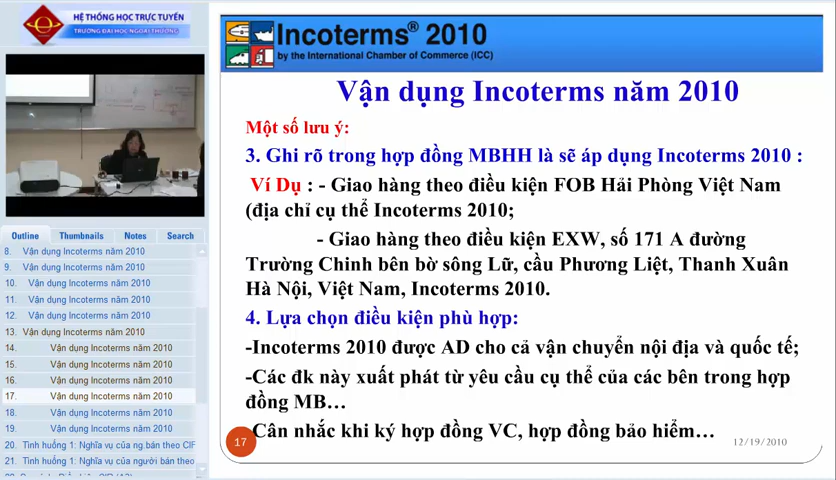 HỆ THỐNG HỌC TRỰC TUYẾN
TRƯỜNG ĐẠI HỌC NGOẠI THƯƠNG
Outline Thumbnails Notes Search
8. Vận dụng Incoterms năm 2010
9. Vận dụng Incoterms năm 2010
10. Vận dụng Incoterms năm 2010
11. Vận dụng Incoterms năm 2010
12. Vận dụng Incoterms năm 2010
13. Vận dụng Incoterms năm 2010
14. Vận dụng Incoterms năm 2010
15. Vận dụng Incoterms năm 2010
16. Vận dụng Incoterms năm 2010
17. Vận dụng Incoterms năm 2010
18. Vận dụng Incoterms năm 2010
19. Vận dụng Incoterms năm 2010
20. Tình huống 1: Nghĩa vụ của ng.bán theo CIF
21. Tình huống 1: Nghĩa vụ của người bán theo
Incoterms® 2010
by the International Chamber of Commerce (ICC)
Vận dụng Incoterms năm 2010
Một số lưu ý:
3. Ghi rõ trong hợp đồng MBHH là sẽ áp dụng Incoterms 2010 :
Ví Dụ : - Giao hàng theo điều kiện FOB Hải Phòng Việt Nam
(địa chỉ cụ thể Incoterms 2010;
- Giao hàng theo điều kiện EXW, số 171 A đường
Trường Chinh bên bờ sông Lữ, cầu Phương Liệt, Thanh Xuân
Hà Nội, Việt Nam, Incoterms 2010.
4. Lựa chọn điều kiện phù hợp:
-Incoterms 2010 được AD cho cả vận chuyển nội địa và quốc tế;
-Các đk này xuất phát từ yêu cầu cụ thể của các bên trong hợp
đồng MB…
Cân nhắc khi ký hợp đồng VC, hợp đồng bảo hiểm…
17
12/19/2010